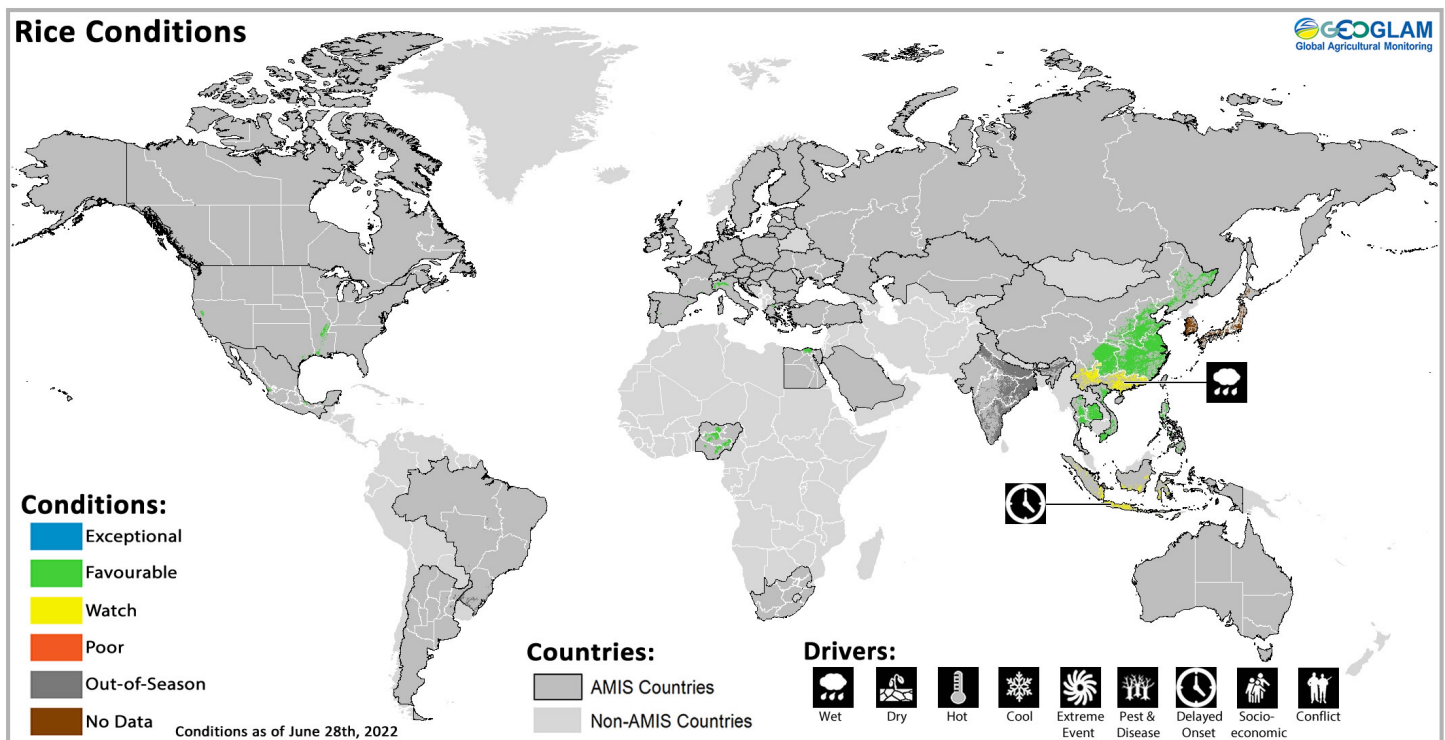 Rice Conditions
GEOGLAM
Global Agricultural Monitoring
Conditions:
Exceptional
Favourable
Watch
Poor
Out-of-Season
No Data
Conditions as of June 28th, 2022
Countries:
AMIS Countries
Non-AMIS Countries
Drivers:
Wet
Dry
Hot
Cool
Extreme
Event
Pest &
Disease
Delayed
Onset
Socio-
economic
Conflict